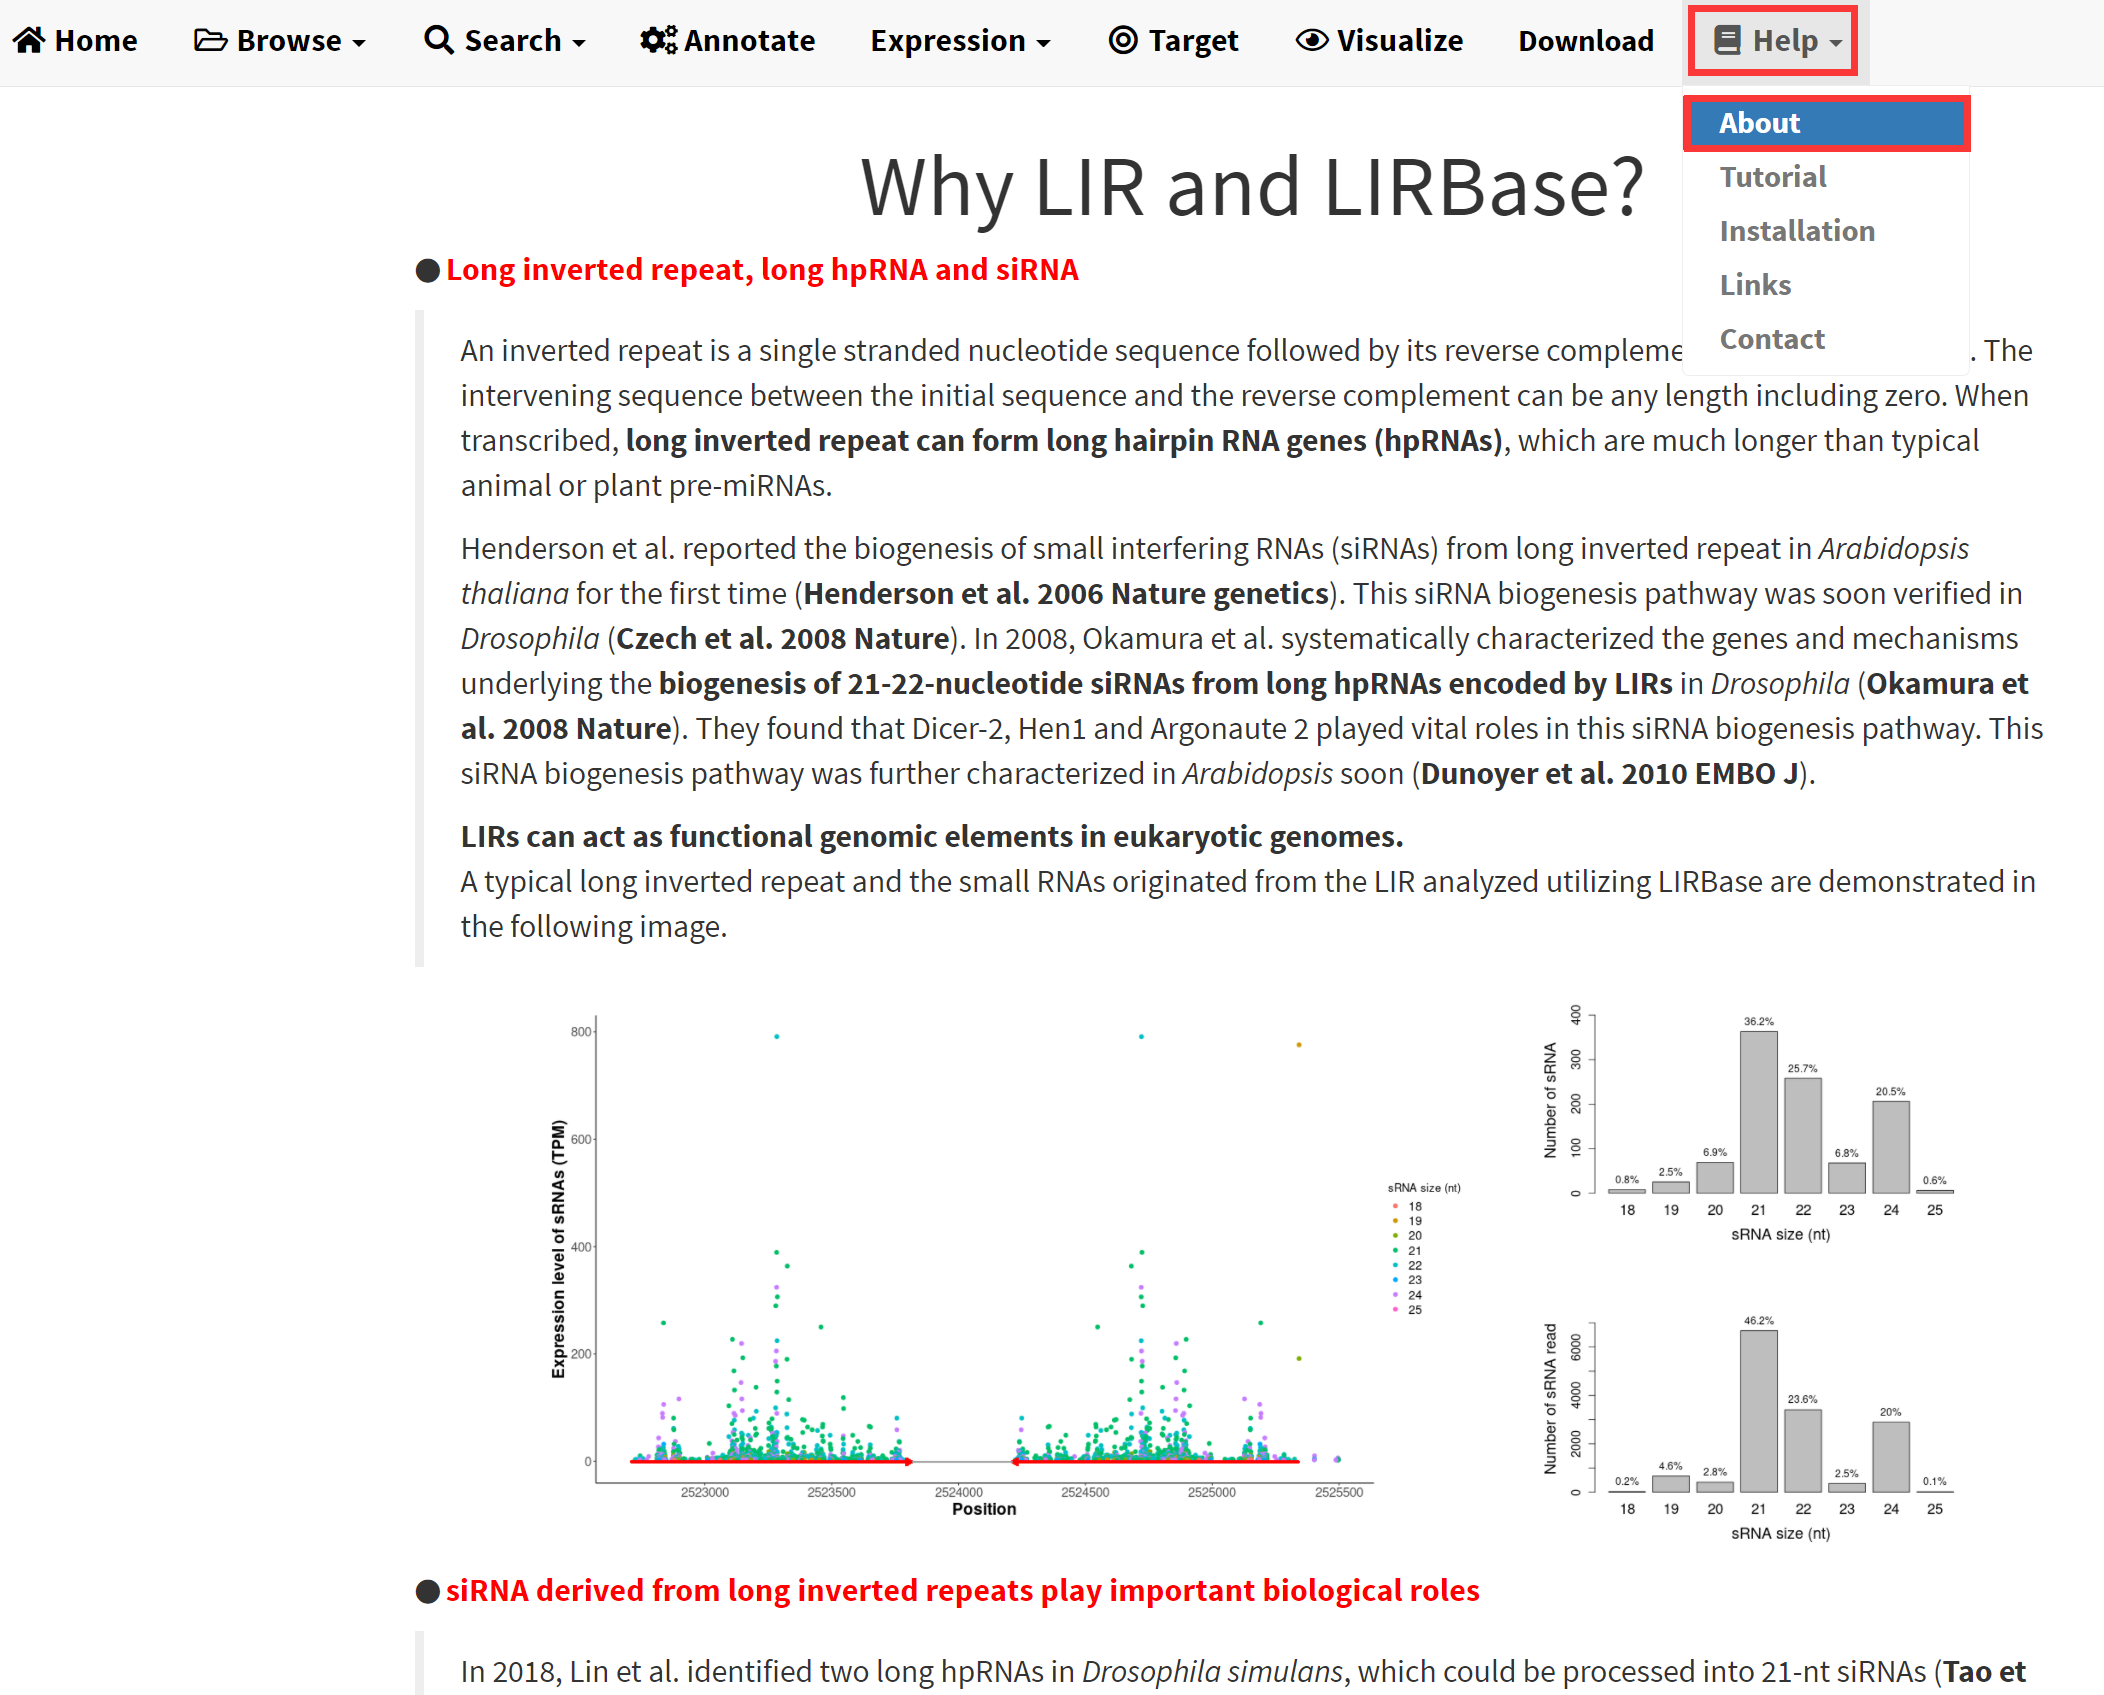 Home Browse Search Annotate Expression Target Visualize Download Help
About
Tutorial
Installation
Links
Contact
Why LIR and LIRBase?
Long inverted repeat, long hpRNA and siRNA
An inverted repeat is a single stranded nucleotide sequence followed by its reverse compleme . The
intervening sequence between the initial sequence and the reverse complement can be any length including zero. When
transcribed, long inverted repeat can form long hairpin RNA genes (hpRNAs), which are much longer than typical
animal or plant pre-miRNAs.
Henderson et al. reported the biogenesis of small interfering RNAs (siRNAs) from long inverted repeat in Arabidopsis
thaliana for the first time (Henderson et al. 2006 Nature genetics). This siRNA biogenesis pathway was soon verified in
Drosophila (Czech et al. 2008 Nature). In 2008, Okamura et al. systematically characterized the genes and mechanisms
underlying the biogenesis of 21-22-nucleotide siRNAs from long hpRNAs encoded by LIRs in Drosophila (Okamura et
al. 2008 Nature). They found that Dicer-2, Hen1 and Argonaute 2 played vital roles in this siRNA biogenesis pathway. This
siRNA biogenesis pathway was further characterized in Arabidopsis soon (Dunoyer et al. 2010 EMBO J).
LIRs can act as functional genomic elements in eukaryotic genomes.
A typical long inverted repeat and the small RNAs originated from the LIR analyzed utilizing LIRBase are demonstrated in
the following image.
Expression level of sRNAs (TPM)
800
600
400
200
0
2523000 2523500 2524000 2524500 2525000 2525500
Position
sRNA size (nt)
18
19
20
21
22
23
24
25
Number of sRNA
400
300
200
100
0
0.8% 2.5% 6.9% 36.2% 25.7% 6.8% 20.5% 0.6%
18 19 20 21 22 23 24 25
sRNA size (nt)
Number of sRNA read
6000
4000
2000
0
0.2% 4.6% 2.8% 46.2% 23.6% 2.5% 20% 0.1%
18 19 20 21 22 23 24 25
sRNA size (nt)
siRNA derived from long inverted repeats play important biological roles
In 2018, Lin et al. identified two long hpRNAs in Drosophila simulans, which could be processed into 21-nt siRNAs (Tao et